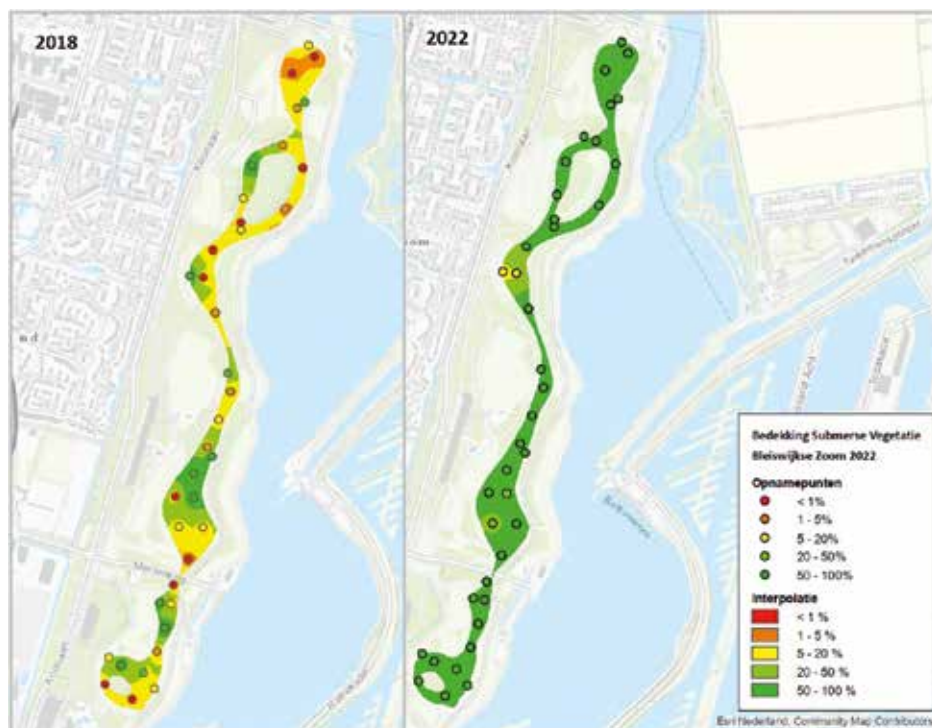 2018
2022
Bedekking Submerse Vegetatie
Bleiswijkse Zoom 2022
Opnamepunten
< 1%
1 - 5%
5 - 20%
20 - 50%
50 - 100%
Interpolatie
< 1 %
1 - 5 %
5 - 20 %
20 - 50 %
50 - 100 %
Esri Nederland, Community Map Contributors